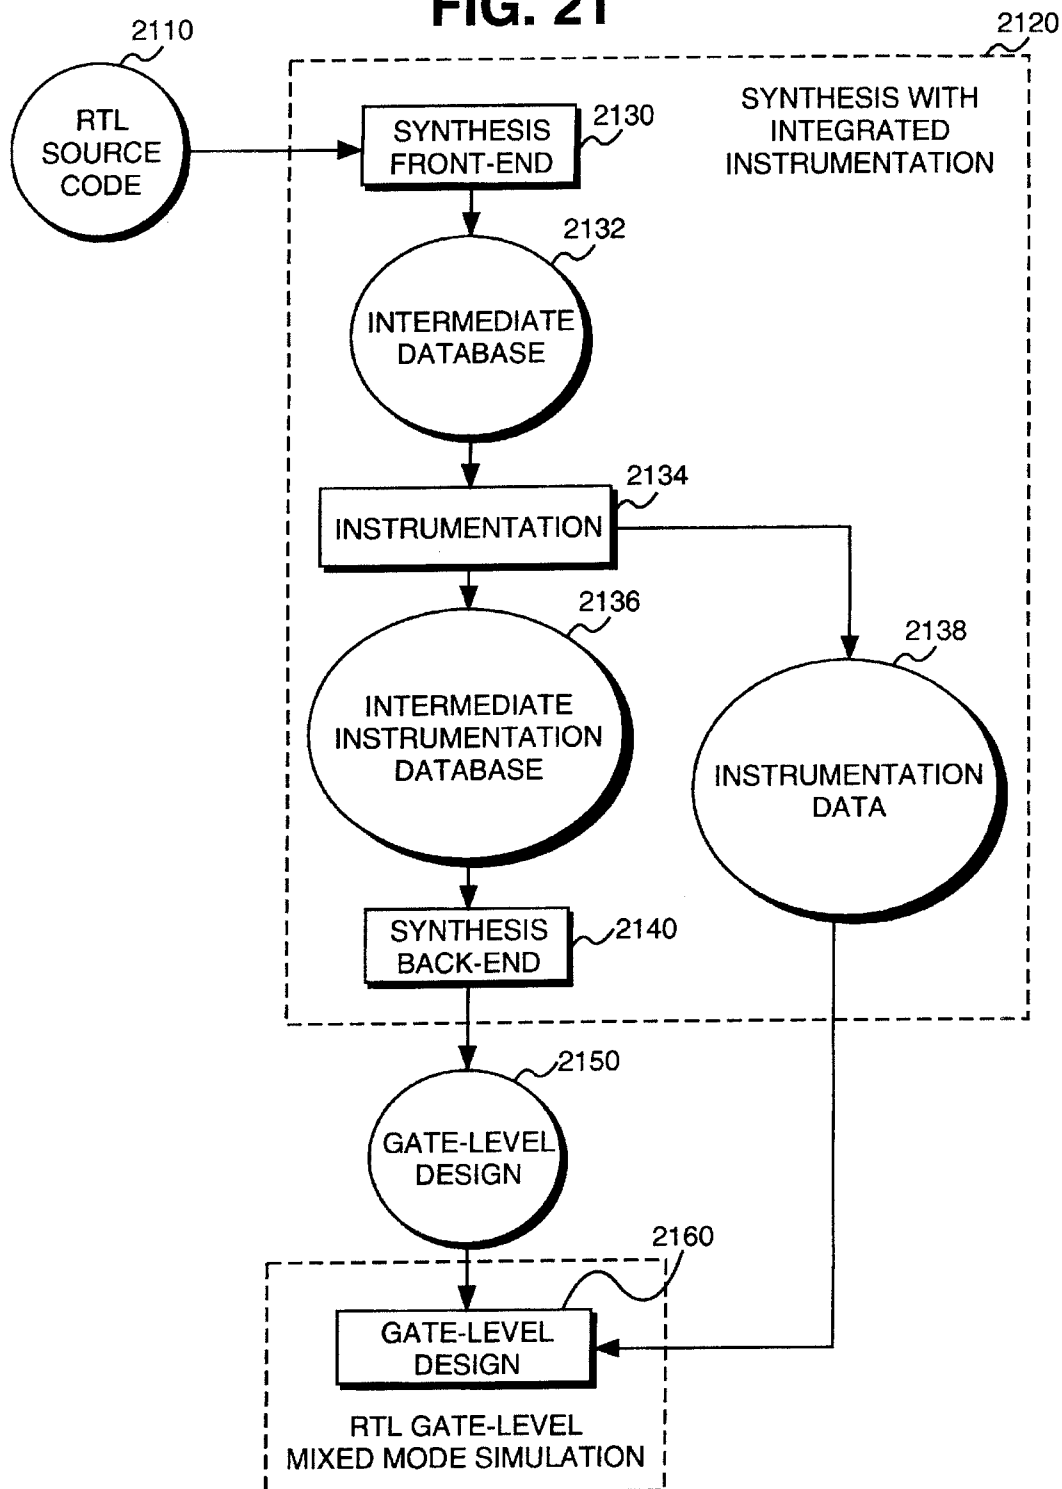 FIG. 21
2110
2120
RTL
SOURCE
CODE
SYNTHESIS
FRONT-END
2130
SYNTHESIS WITH
INTEGRATED
INSTRUMENTATION
2132
INTERMEDIATE
DATABASE
2134
INSTRUMENTATION
2136
2138
INTERMEDIATE
INSTRUMENTATION
DATABASE
INSTRUMENTATION
DATA
SYNTHESIS
BACK-END
2140
2150
GATE-LEVEL
DESIGN
2160
GATE-LEVEL
DESIGN
RTL GATE-LEVEL
MIXED MODE SIMULATION